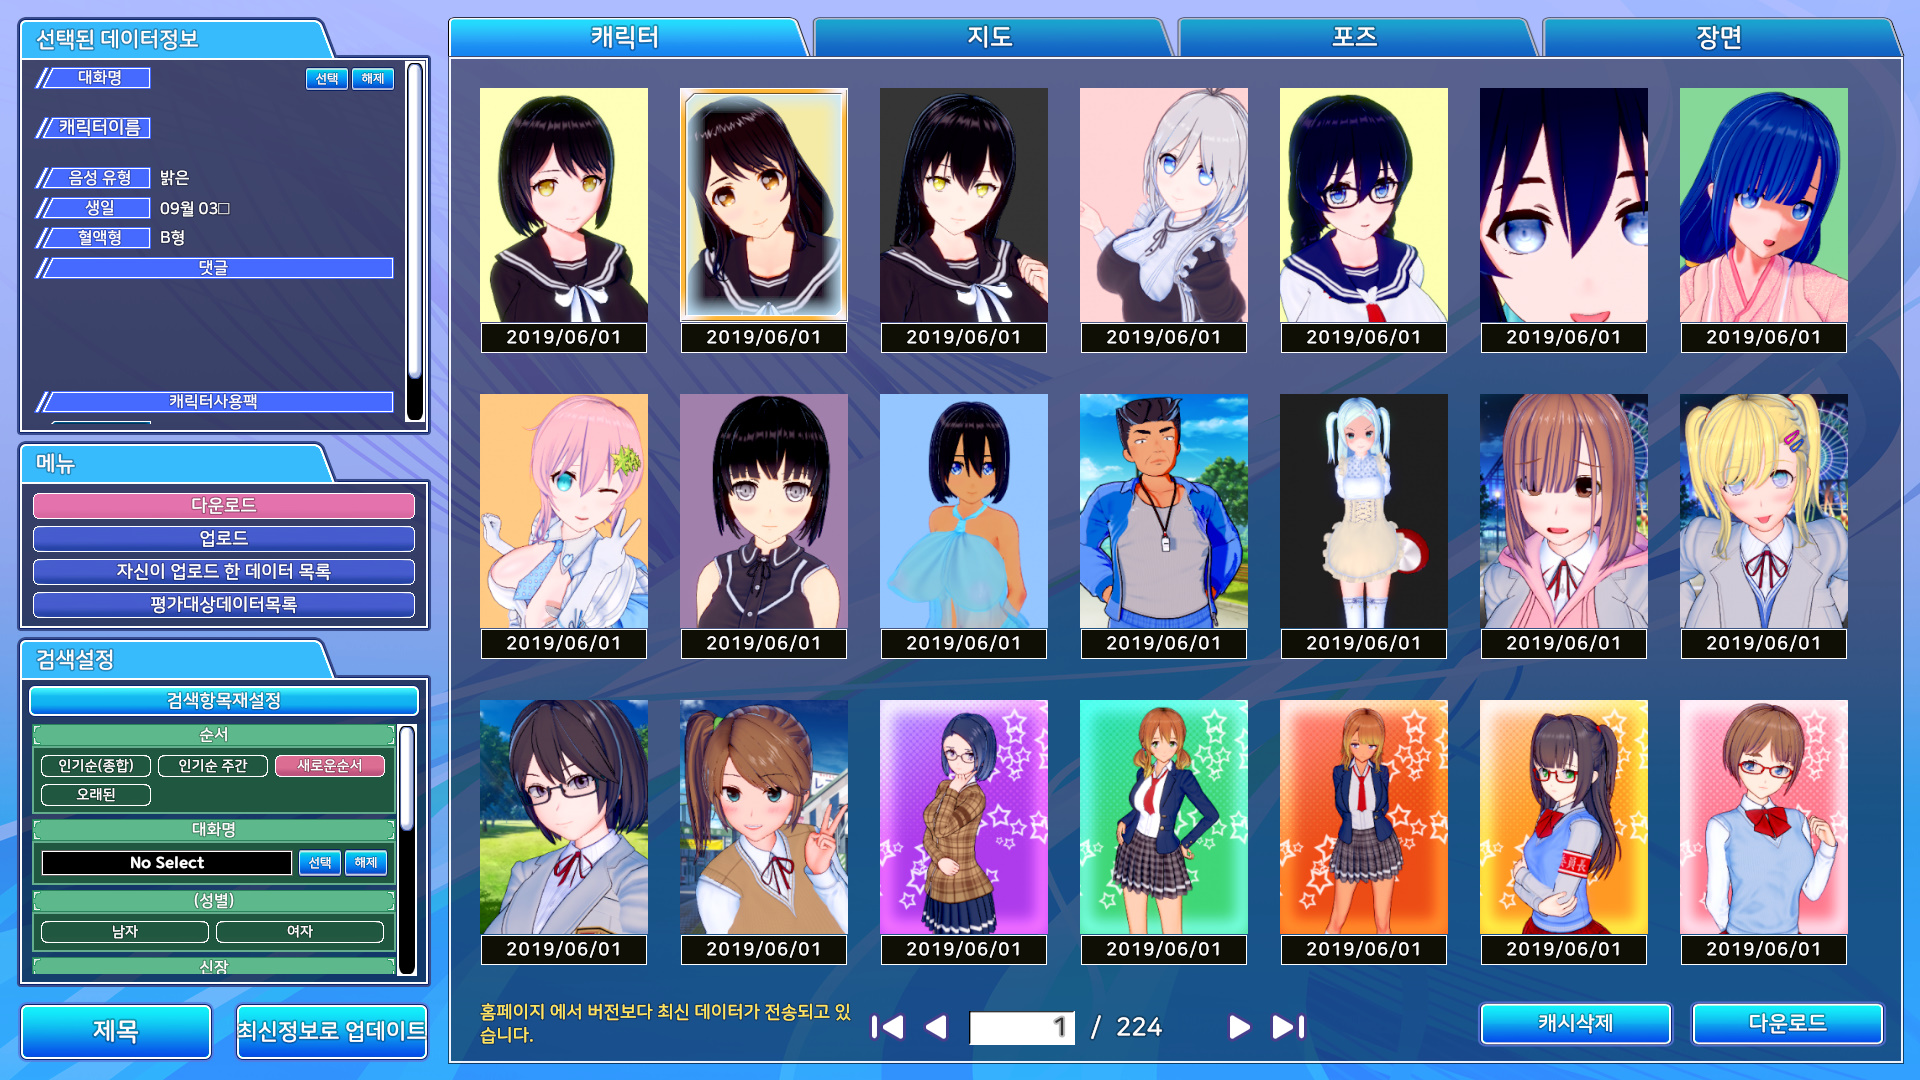 선택된 데이터정보
대화명
선택
해제
캐릭터이름
음성 유형 밝은
생일 09월 03□
혈액형 B형
댓글
캐릭터사용팩
메뉴
다운로드
업로드
자신이 업로드 한 데이터 목록
평가대상데이터목록
검색설정
검색항목재설정
순서
인기순(종합) 인기순 주간 새로운순서
오래된
대화명
No Select 선택 해제
(성별)
남자 여자
신장
제목
최신정보로 업데이트
캐릭터 지도 포즈 장면
2019/06/01 2019/06/01 2019/06/01 2019/06/01 2019/06/01 2019/06/01 2019/06/01
2019/06/01 2019/06/01 2019/06/01 2019/06/01 2019/06/01 2019/06/01 2019/06/01
員長
2019/06/01 2019/06/01 2019/06/01 2019/06/01 2019/06/01 2019/06/01 2019/06/01
홈페이지 에서 버전보다 최신 데이터가 전송되고 있
습니다.
1 / 224
캐시삭제
다운로드